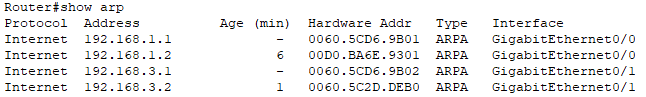 Router#show arp
Protocol  Address          Age (min)  Hardware Addr   Type   Interface
Internet  192.168.1.1             -   0060.5CD6.9B01  ARPA   GigabitEthernet0/0
Internet  192.168.1.2             6   00D0.BA6E.9301  ARPA   GigabitEthernet0/0
Internet  192.168.3.1             -   0060.5CD6.9B02  ARPA   GigabitEthernet0/1
Internet  192.168.3.2             1   0060.5C2D.DEB0  ARPA   GigabitEthernet0/1